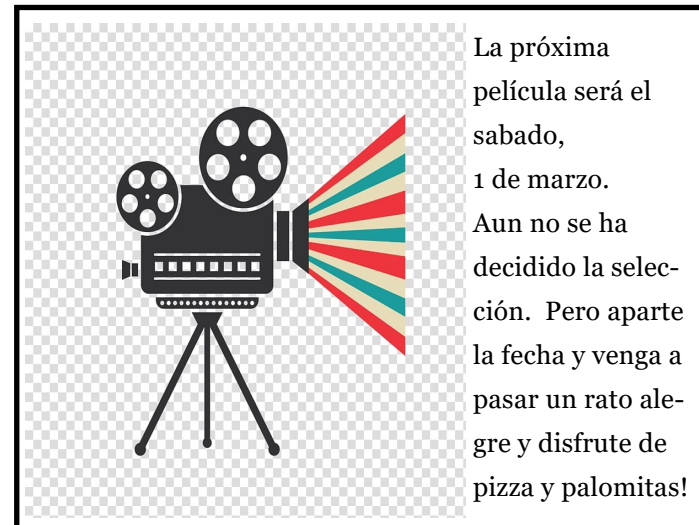 La próxima
película será el
sabado,
1 de marzo.
Aun no se ha
decidido la selec-
ción.  Pero aparte
la fecha y venga a
pasar un rato ale-
gre y disfrute de
pizza y palomitas!